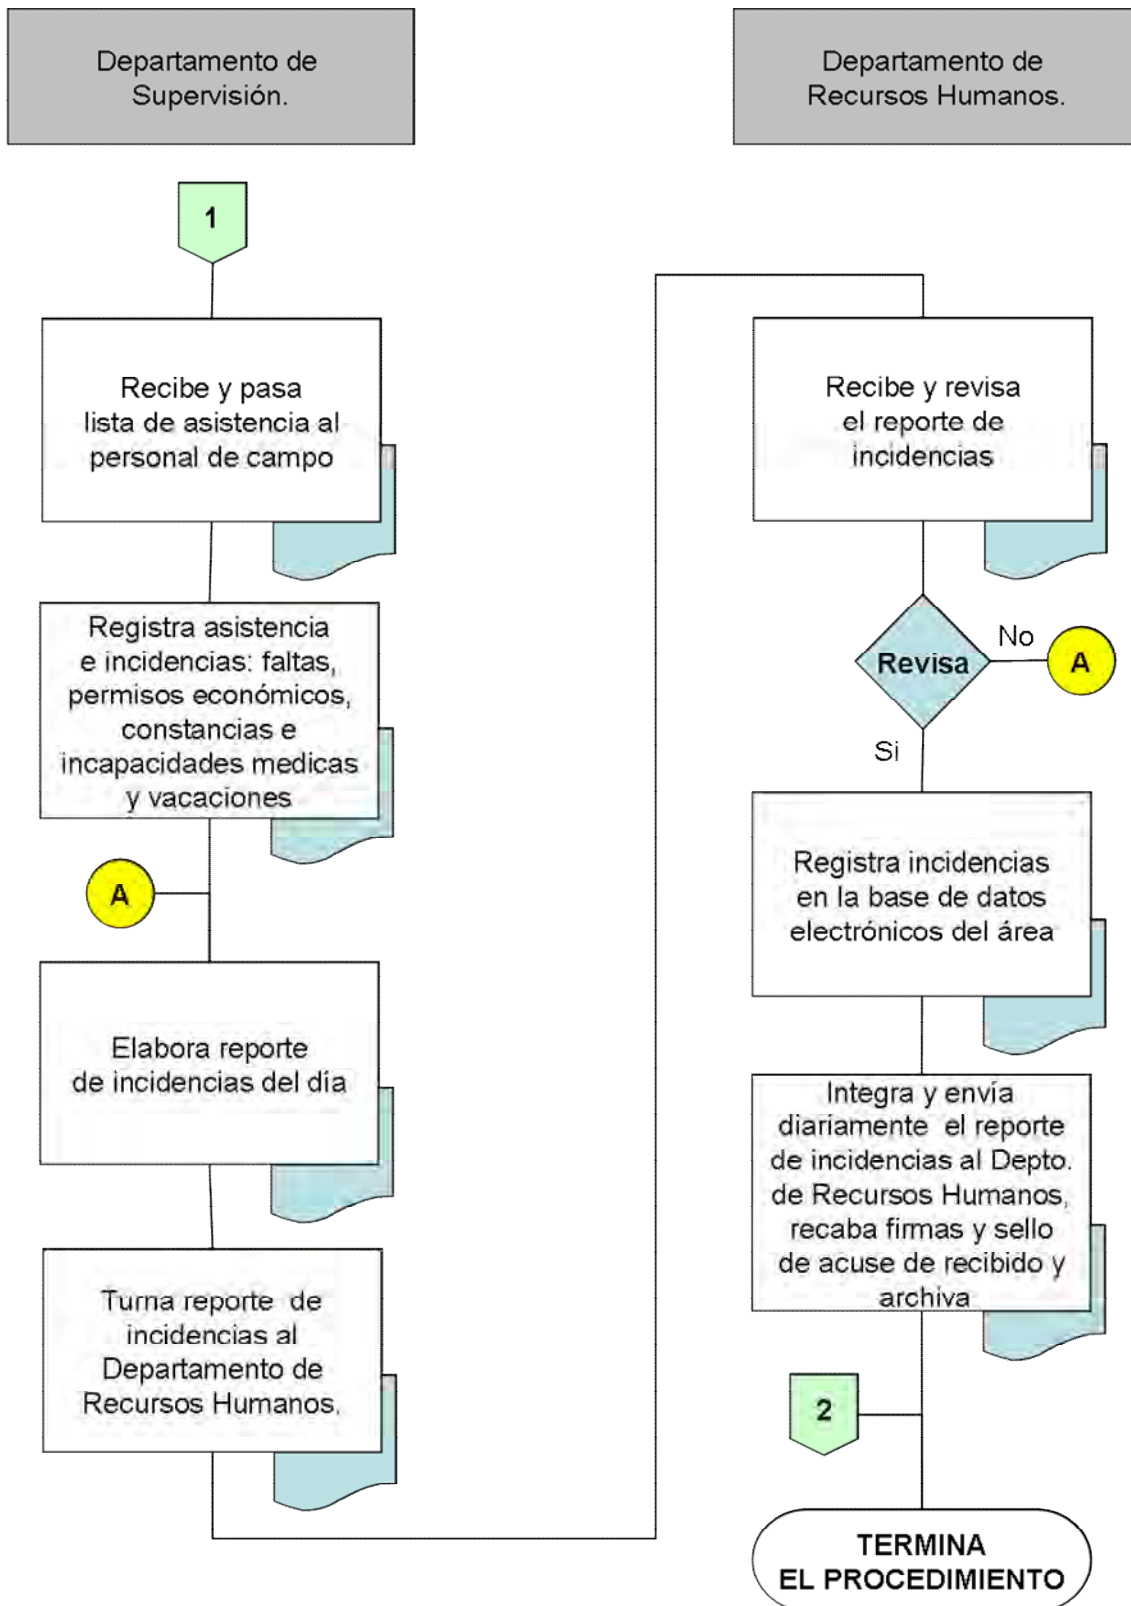 Departamento de
Supervisión.
1
Recibe y pasa
lista de asistencia al
personal de campo
Registra asistencia
e incidencias: faltas,
permisos económicos,
constancias e
incapacidades medicas
y vacaciones
A
Elabora reporte
de incidencias del día
Turna reporte de
incidencias al
Departamento de
Recursos Humanos.
Departamento de
Recursos Humanos.
Recibe y revisa
el reporte de
incidencias
Revisa
No
A
Si
Registra incidencias
en la base de datos
electrónicos del área
Integra y envía
diariamente el reporte
de incidencias al Depto.
de Recursos Humanos,
recaba firmas y sello
de acuse de recibido y
archiva
2
TERMINA
EL PROCEDIMIENTO